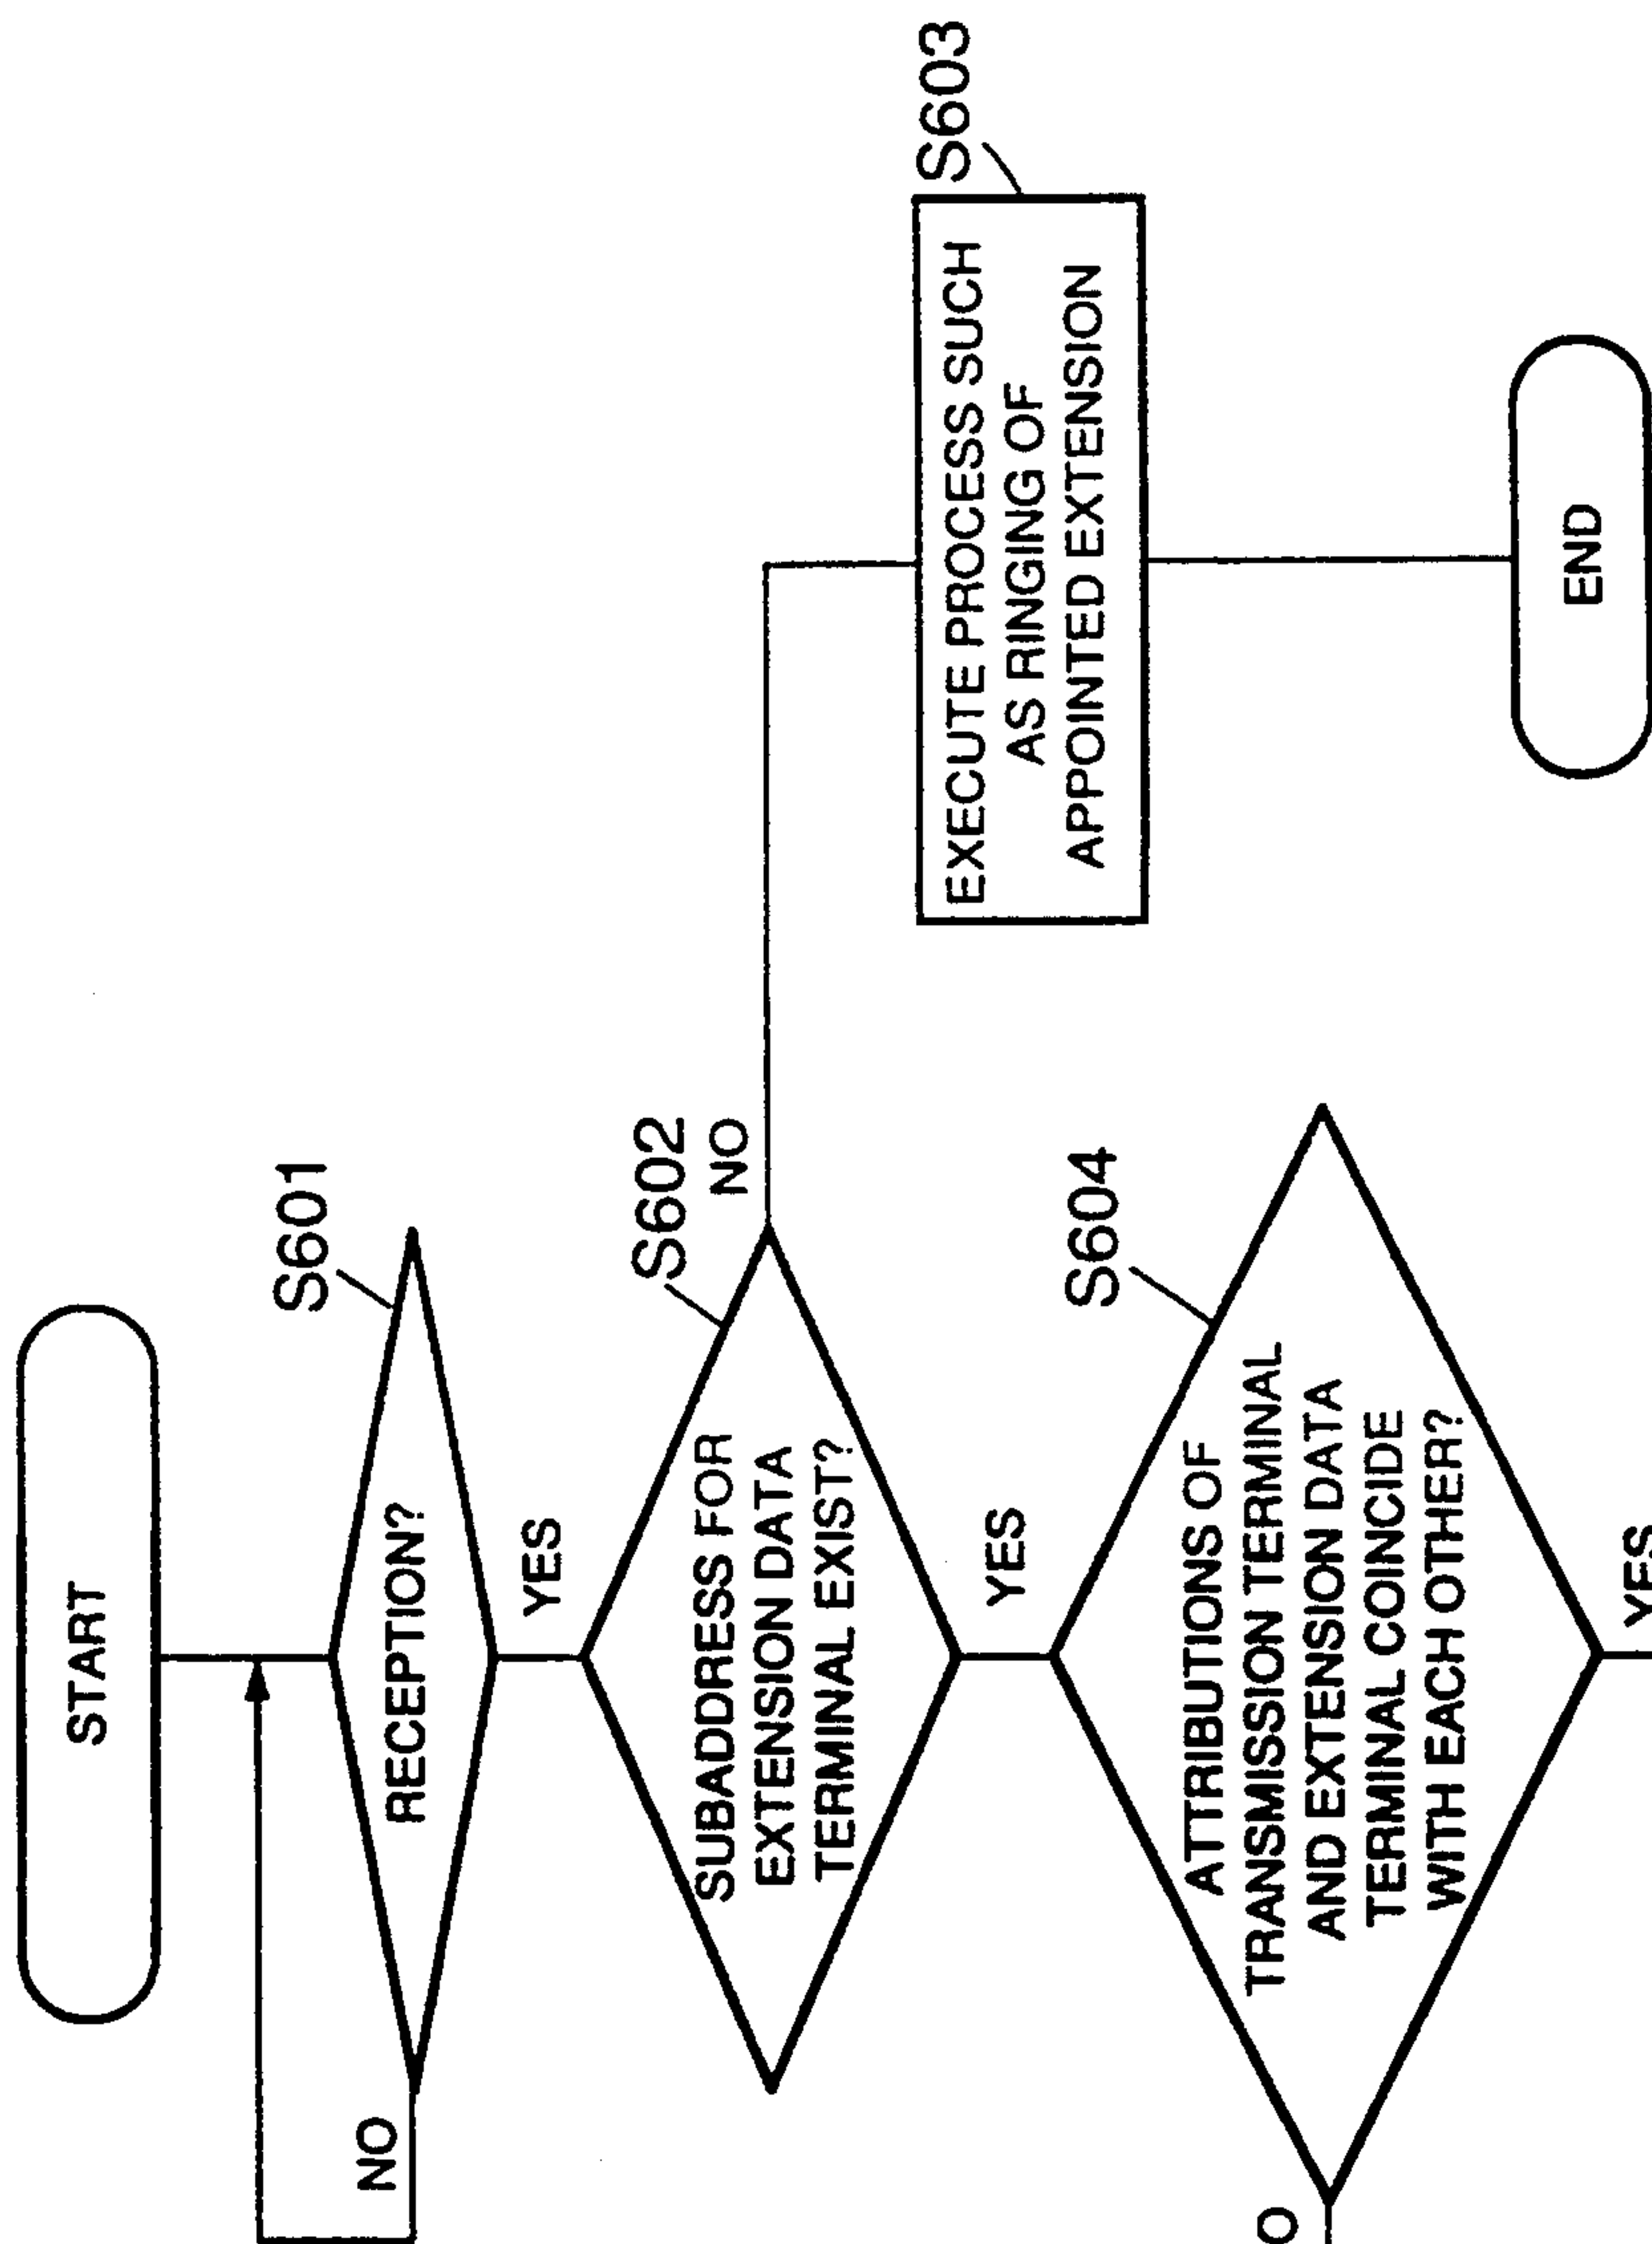 START
S601
RECEPTION?
NO
YES
S602
SUBADDRESS FOR
EXTENSION DATA
TERMINAL EXIST?
NO
YES
S603
EXECUTE PROCESS SUCH
AS RINGING OF
APPOINTED EXTENSION
END
S604
ATTRIBUTIONS OF
TRANSMISSION TERMINAL
AND EXTENSION DATA
TERMINAL COINCIDE
WITH EACH OTHER?
O
YES